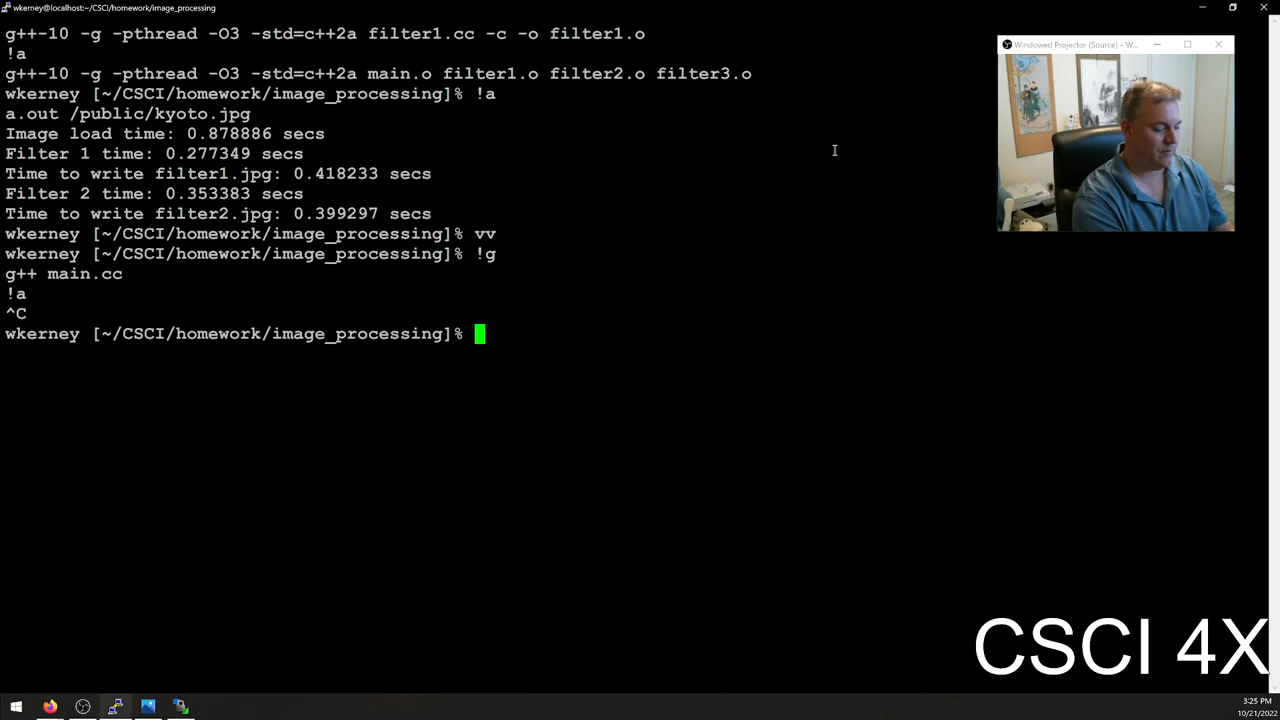 wkerney@localhost:~/CSCI/homework/image_processing
g++-10 -g -pthread -O3 -std=c++2a filter1.cc -c -o filter1.o
!a
g++-10 -g -pthread -O3 -std=c++2a main.o filter1.o filter2.o filter3.o
wkerney [~/CSCI/homework/image_processing]% !a
a.out /public/kyoto.jpg
Image load time: 0.878886 secs
Filter 1 time: 0.277349 secs
Time to write filter1.jpg: 0.418233 secs
Filter 2 time: 0.353383 secs
Time to write filter2.jpg: 0.399297 secs
wkerney [~/CSCI/homework/image_processing]% vv
wkerney [~/CSCI/homework/image_processing]% !g
g++ main.cc
!a
^C
wkerney [~/CSCI/homework/image_processing]%
Windowed Projector (Source) - W...
CSCI 4X
3:25 PM
10/21/2022